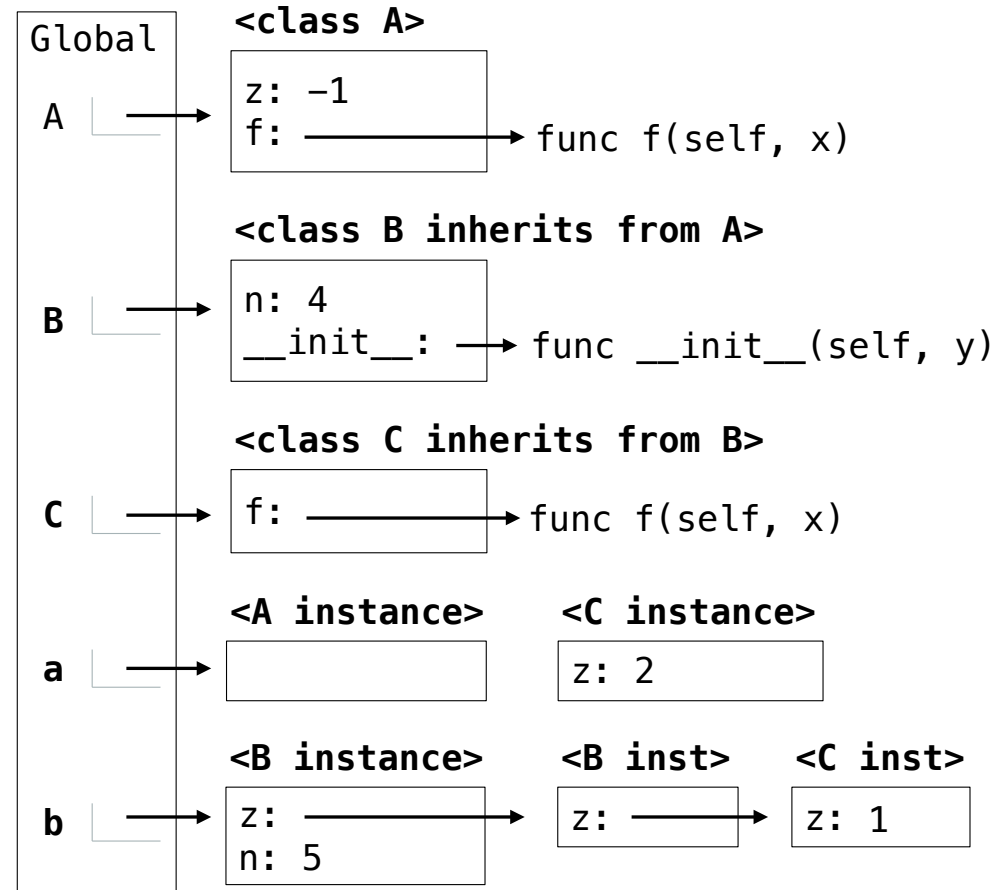 Global
<class A>
A
z: −1
f:
func f(self, x)
<class B inherits from A>
B
n: 4
__init__:
func __init__(self, y)
<class C inherits from B>
C
f:
func f(self, x)
<A instance>
<C instance>
a
z: 2
<B instance>
<B inst>
<C inst>
b
z:
n: 5
z:
z: 1